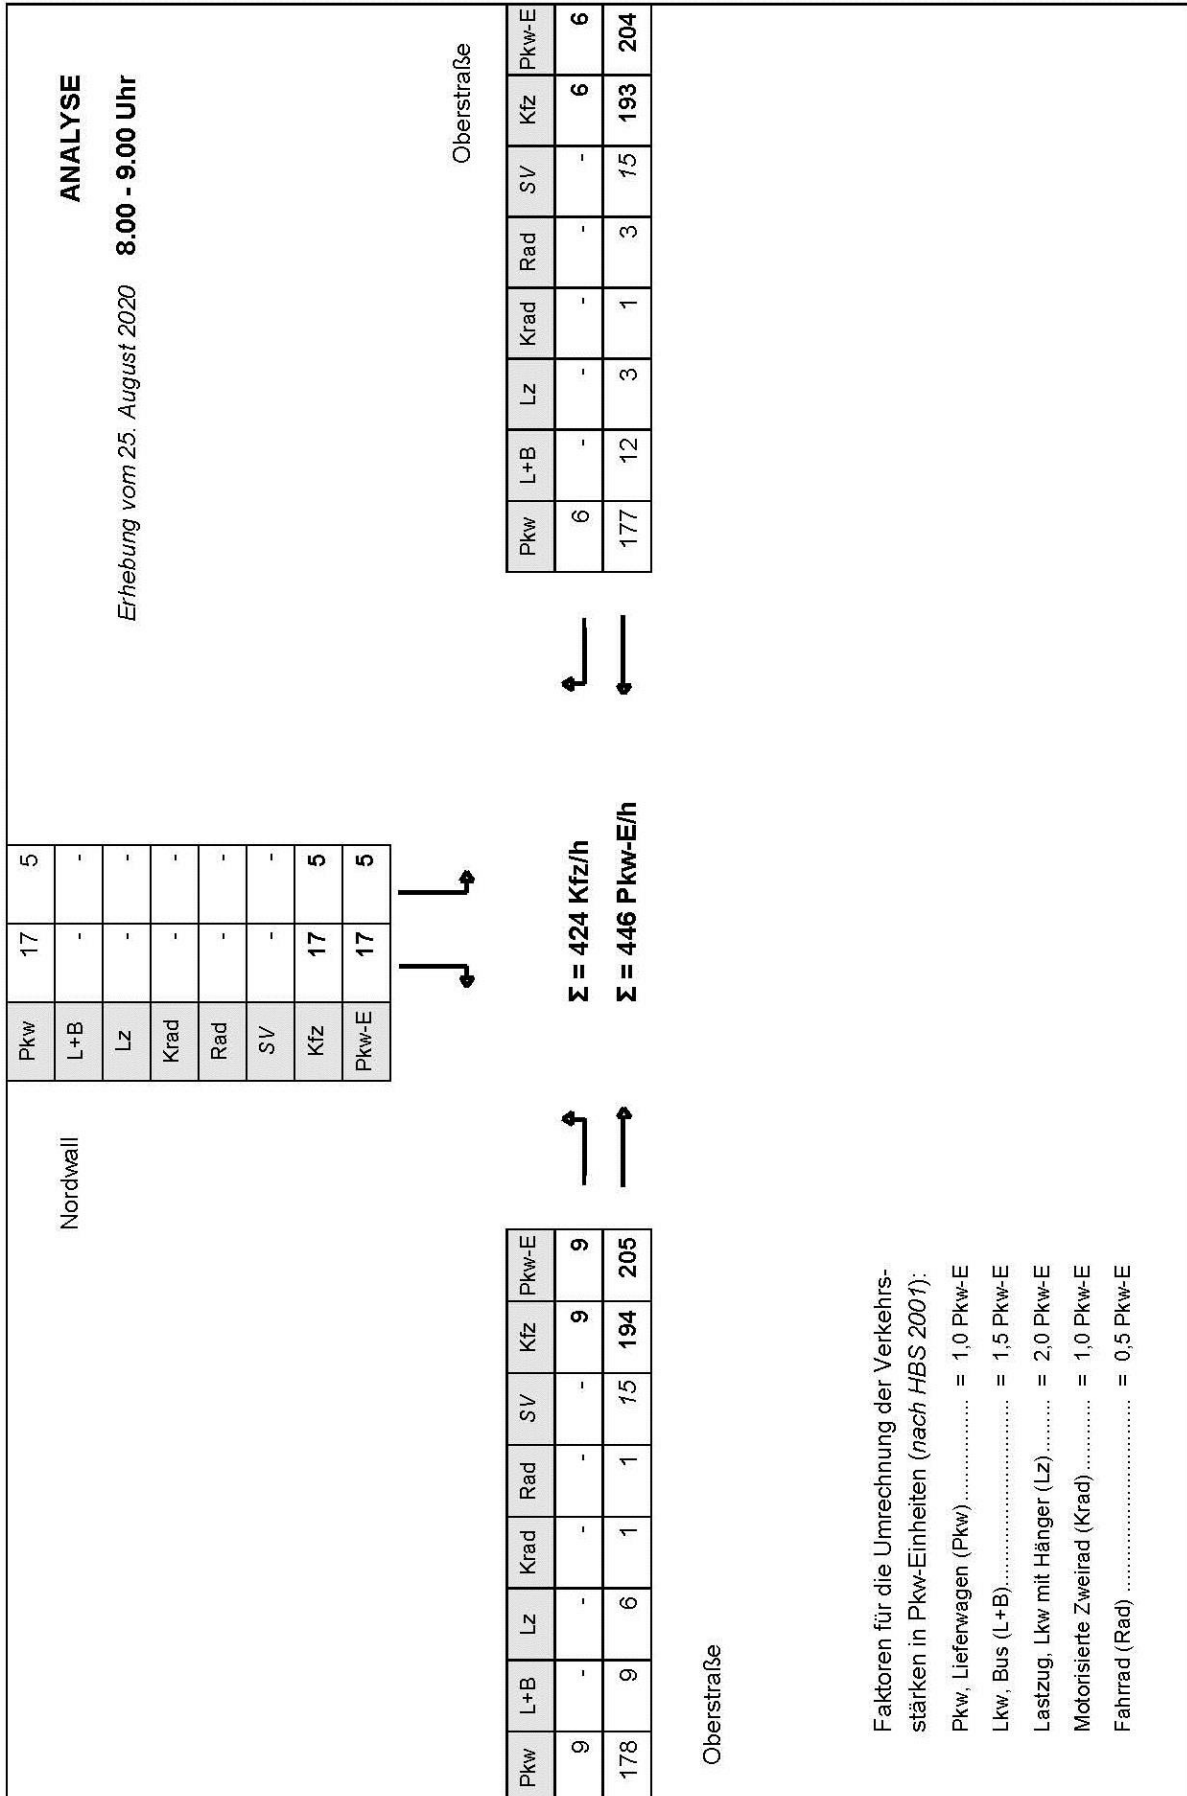 ANALYSE
Erhebung vom 25. August 2020 8.00 - 9.00 Uhr
Nordwall
Pkw 17 5
L+B - -
Lz - -
Krad - -
Rad - -
SV - -
Kfz 17 5
Pkw-E 17 5
Oberstraße
Pkw L+B Lz Krad Rad SV Kfz Pkw-E
6 - - - - - 6 6
177 12 3 1 3 15 193 204
Σ = 424 Kfz/h
Σ = 446 Pkw-E/h
Pkw L+B Lz Krad Rad SV Kfz Pkw-E
9 - - - - - 9 9
178 9 6 1 1 15 194 205
Oberstraße
Faktoren für die Umrechnung der Verkehrs-
stärken in Pkw-Einheiten (nach HBS 2001):
Pkw, Lieferwagen (Pkw)................ = 1,0 Pkw-E
Lkw, Bus (L+B)............................... = 1,5 Pkw-E
Lastzug, Lkw mit Hänger (Lz)........ = 2,0 Pkw-E
Motorisierte Zweirad (Krad)............ = 1,0 Pkw-E
Fahrrad (Rad) ................................. = 0,5 Pkw-E